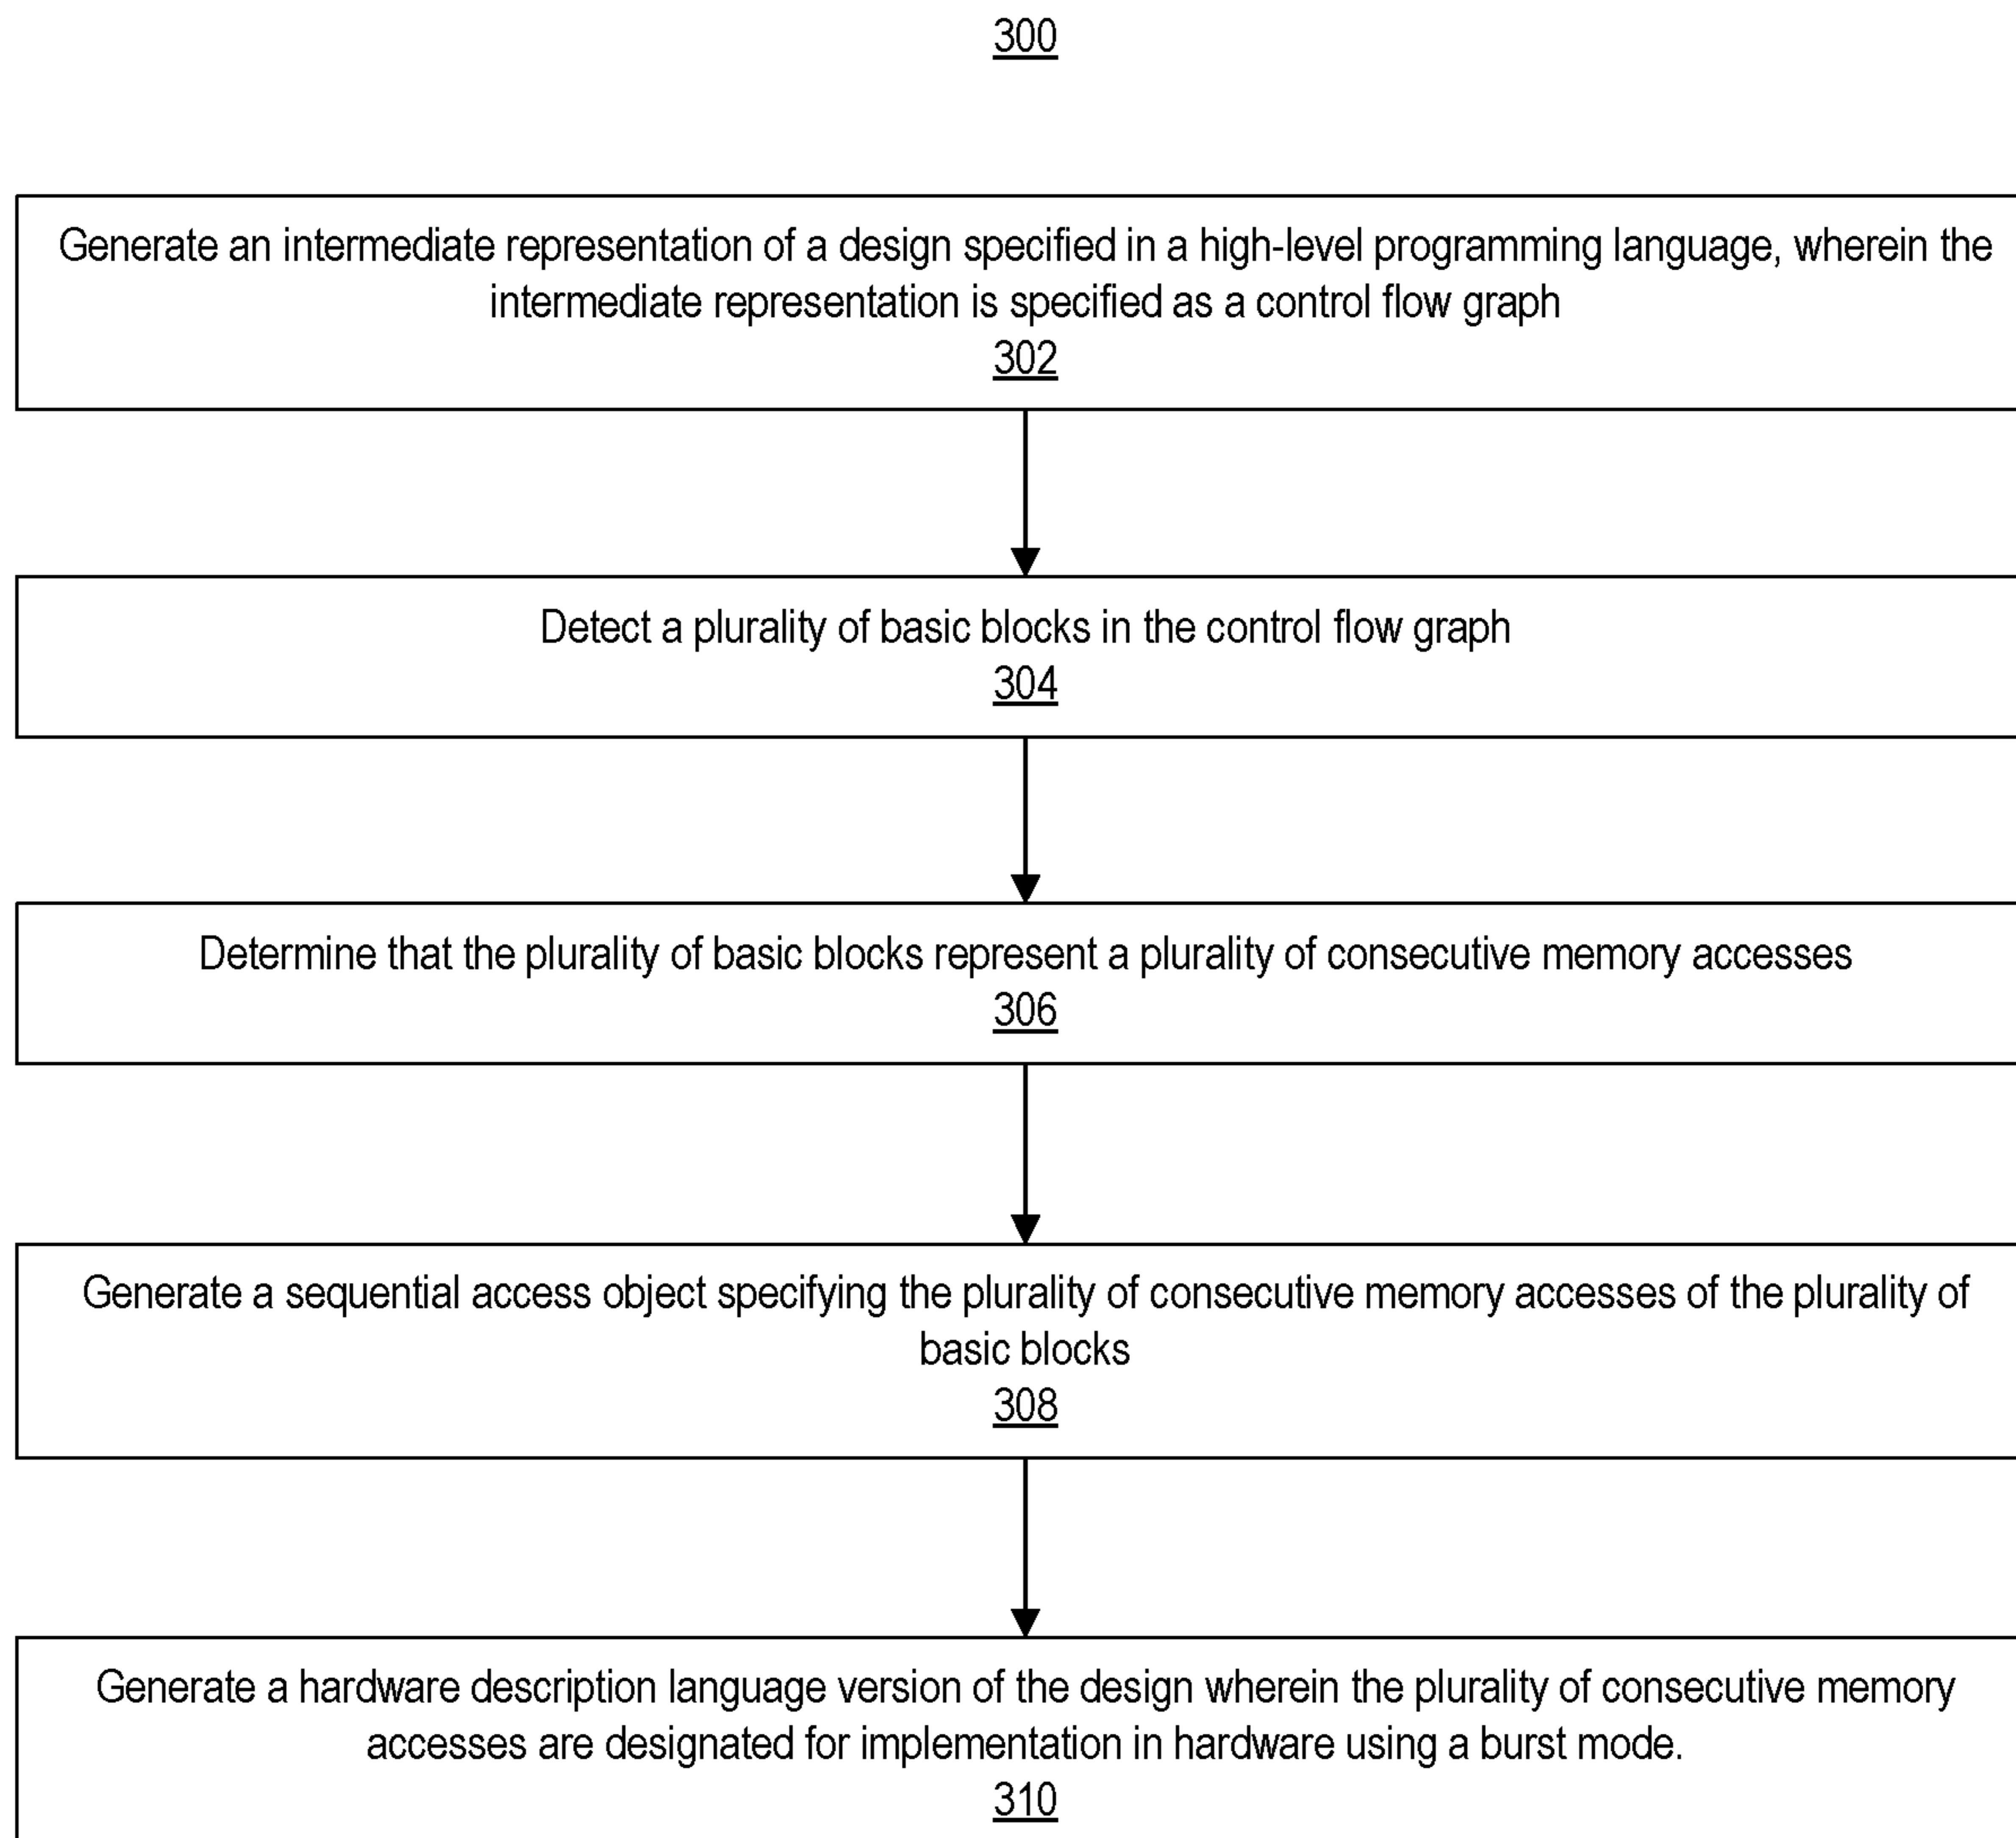 300
Generate an intermediate representation of a design specified in a high-level programming language, wherein the
intermediate representation is specified as a control flow graph
302
Detect a plurality of basic blocks in the control flow graph
304
Determine that the plurality of basic blocks represent a plurality of consecutive memory accesses
306
Generate a sequential access object specifying the plurality of consecutive memory accesses of the plurality of
basic blocks
308
Generate a hardware description language version of the design wherein the plurality of consecutive memory
accesses are designated for implementation in hardware using a burst mode.
310